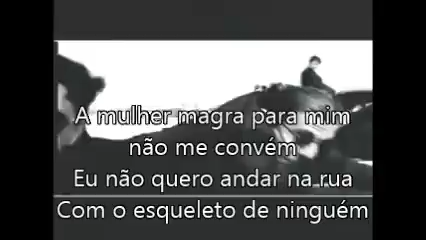 A mulher magra para mim
não me convém
Eu não quero andar na rua
Com o esqueleto de ninguém